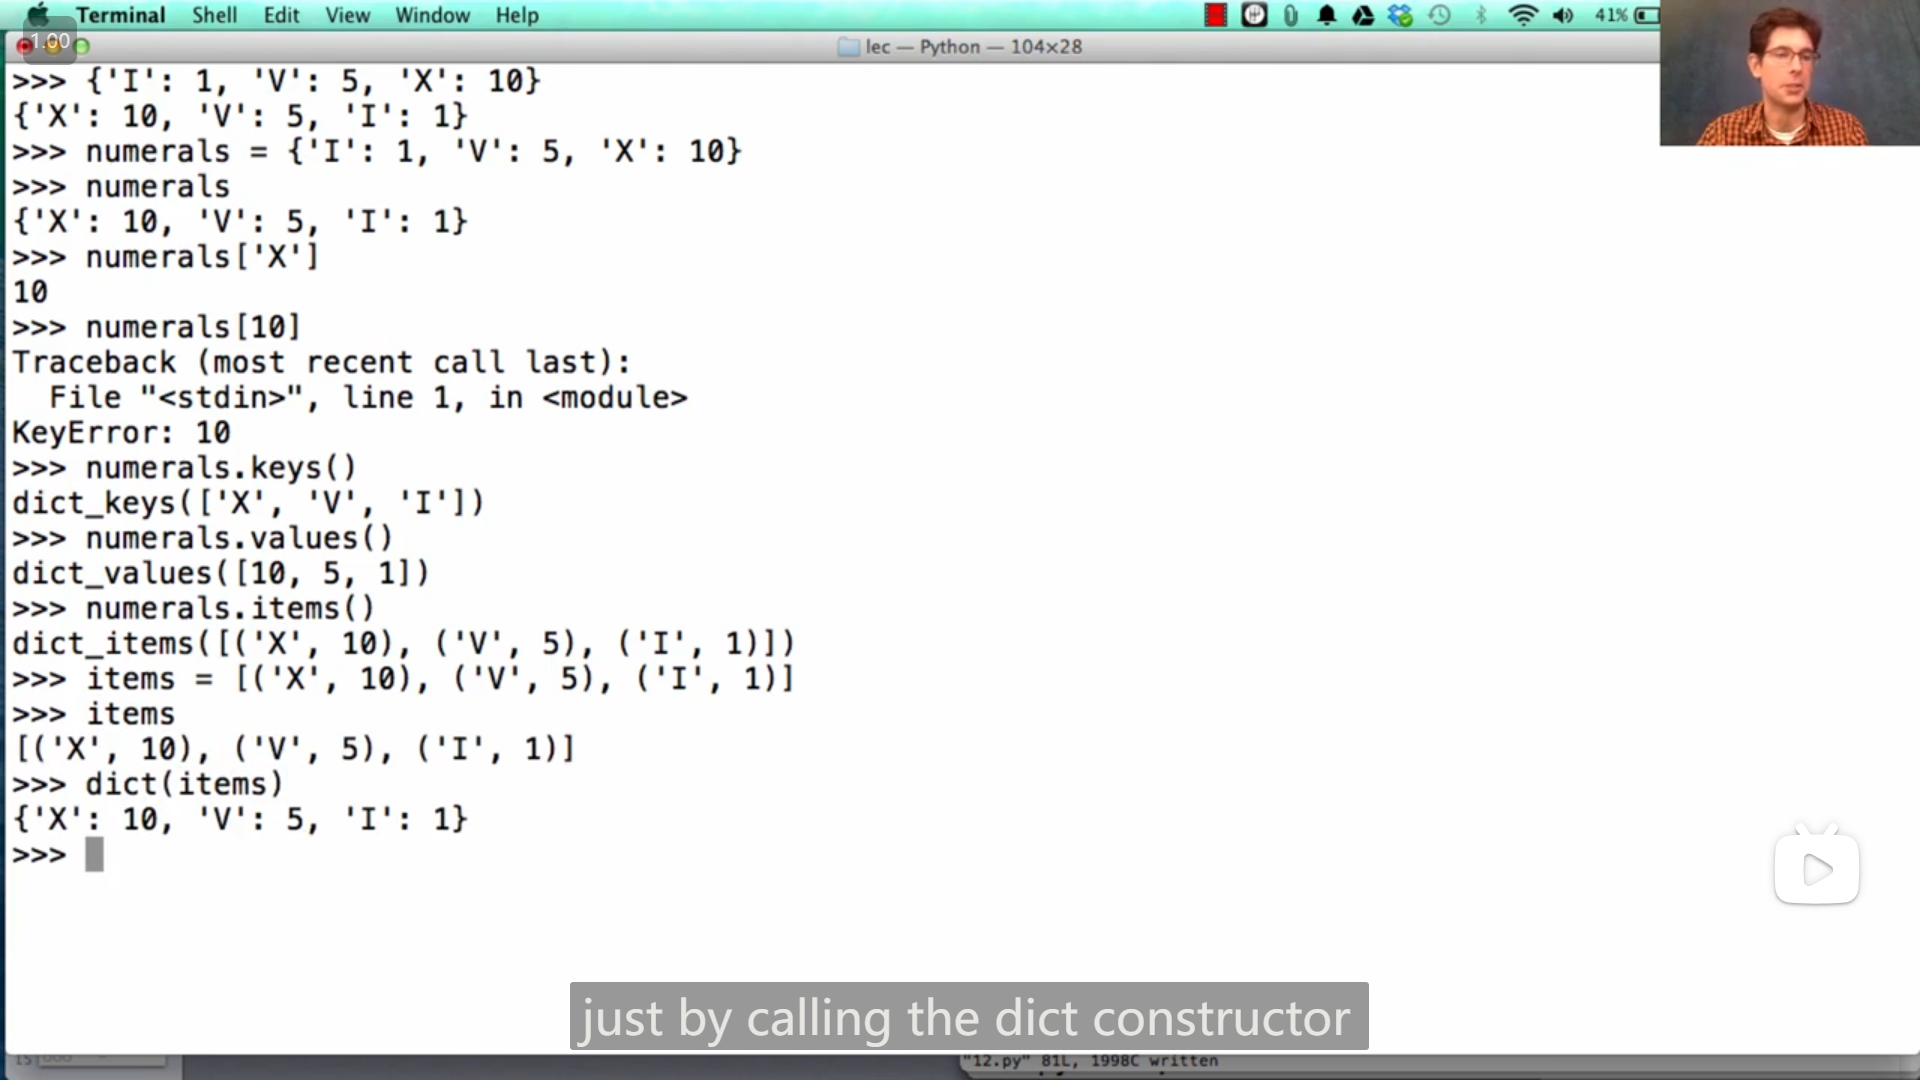 Terminal Shell Edit View Window Help 41%
1.00
lec — Python — 104×28
>>> {'I': 1, 'V': 5, 'X': 10}
{'X': 10, 'V': 5, 'I': 1}
>>> numerals = {'I': 1, 'V': 5, 'X': 10}
>>> numerals
{'X': 10, 'V': 5, 'I': 1}
>>> numerals['X']
10
>>> numerals[10]
Traceback (most recent call last):
  File "<stdin>", line 1, in <module>
KeyError: 10
>>> numerals.keys()
dict_keys(['X', 'V', 'I'])
>>> numerals.values()
dict_values([10, 5, 1])
>>> numerals.items()
dict_items([('X', 10), ('V', 5), ('I', 1)])
>>> items = [('X', 10), ('V', 5), ('I', 1)]
>>> items
[('X', 10), ('V', 5), ('I', 1)]
>>> dict(items)
{'X': 10, 'V': 5, 'I': 1}
>>>
just by calling the dict constructor
"12.py" 81L, 1998C written